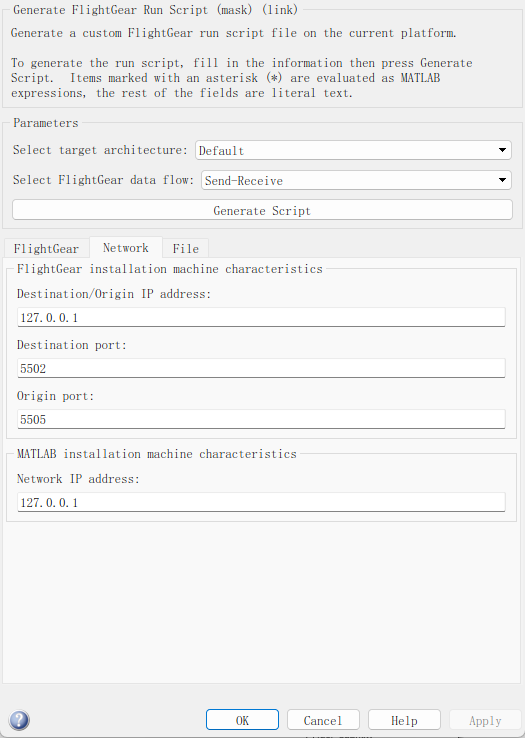 Generate FlightGear Run Script (mask) (link)
Generate a custom FlightGear run script file on the current platform.
To generate the run script, fill in the information then press Generate
Script.  Items marked with an asterisk (*) are evaluated as MATLAB
expressions, the rest of the fields are literal text.
Parameters
Select target architecture: Default
Select FlightGear data flow: Send-Receive
Generate Script
FlightGear Network File
FlightGear installation machine characteristics
Destination/Origin IP address:
127.0.0.1
Destination port:
5502
Origin port:
5505
MATLAB installation machine characteristics
Network IP address:
127.0.0.1
? OK Cancel Help Apply